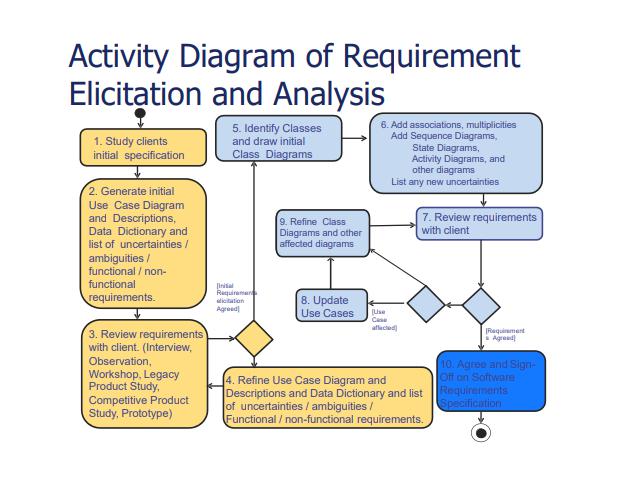 Activity Diagram of Requirement
Elicitation and Analysis
1. Study clients
initial specification
2. Generate initial
Use Case Diagram
and Descriptions,
Data Dictionary and
list of uncertainties /
ambiguities /
functional / non-
functional
requirements.
3. Review requirements
with client. (Interview,
Observation,
Workshop, Legacy
Product Study,
Competitive Product
Study, Prototype)
[Initial
Requirements
elicitation
Agreed]
4. Refine Use Case Diagram and
Descriptions and Data Dictionary and list
of uncertainties / ambiguities /
Functional / non-functional requirements.
5. Identify Classes
and draw initial
Class Diagrams
6. Add associations, multiplicities
Add Sequence Diagrams,
State Diagrams,
Activity Diagrams, and
other diagrams
List any new uncertainties
7. Review requirements
with client
9. Refine Class
Diagrams and other
affected diagrams
8. Update
Use Cases
[Use
Case
affected]
[Requirement
s Agreed]
10. Agree and Sign-
Off on Software
Requirements
Specification